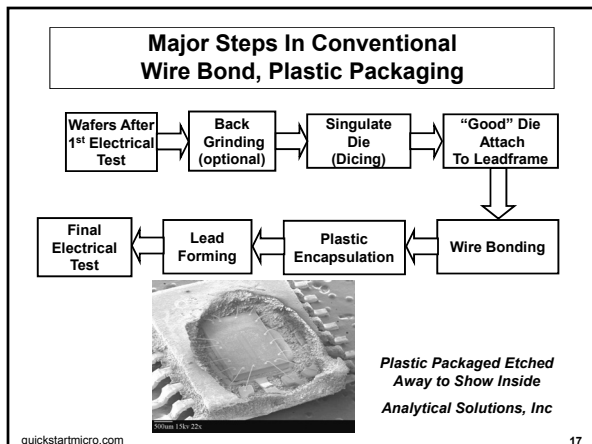 Major Steps In Conventional
Wire Bond, Plastic Packaging
Wafers After
1st Electrical
Test
Back
Grinding
(optional)
Singulate
Die
(Dicing)
“Good” Die
Attach
To Leadframe
Final
Electrical
Test
Lead
Forming
Plastic
Encapsulation
Wire Bonding
500um 15kv 22x
Plastic Packaged Etched
Away to Show Inside
Analytical Solutions, Inc
quickstartmicro.com
17